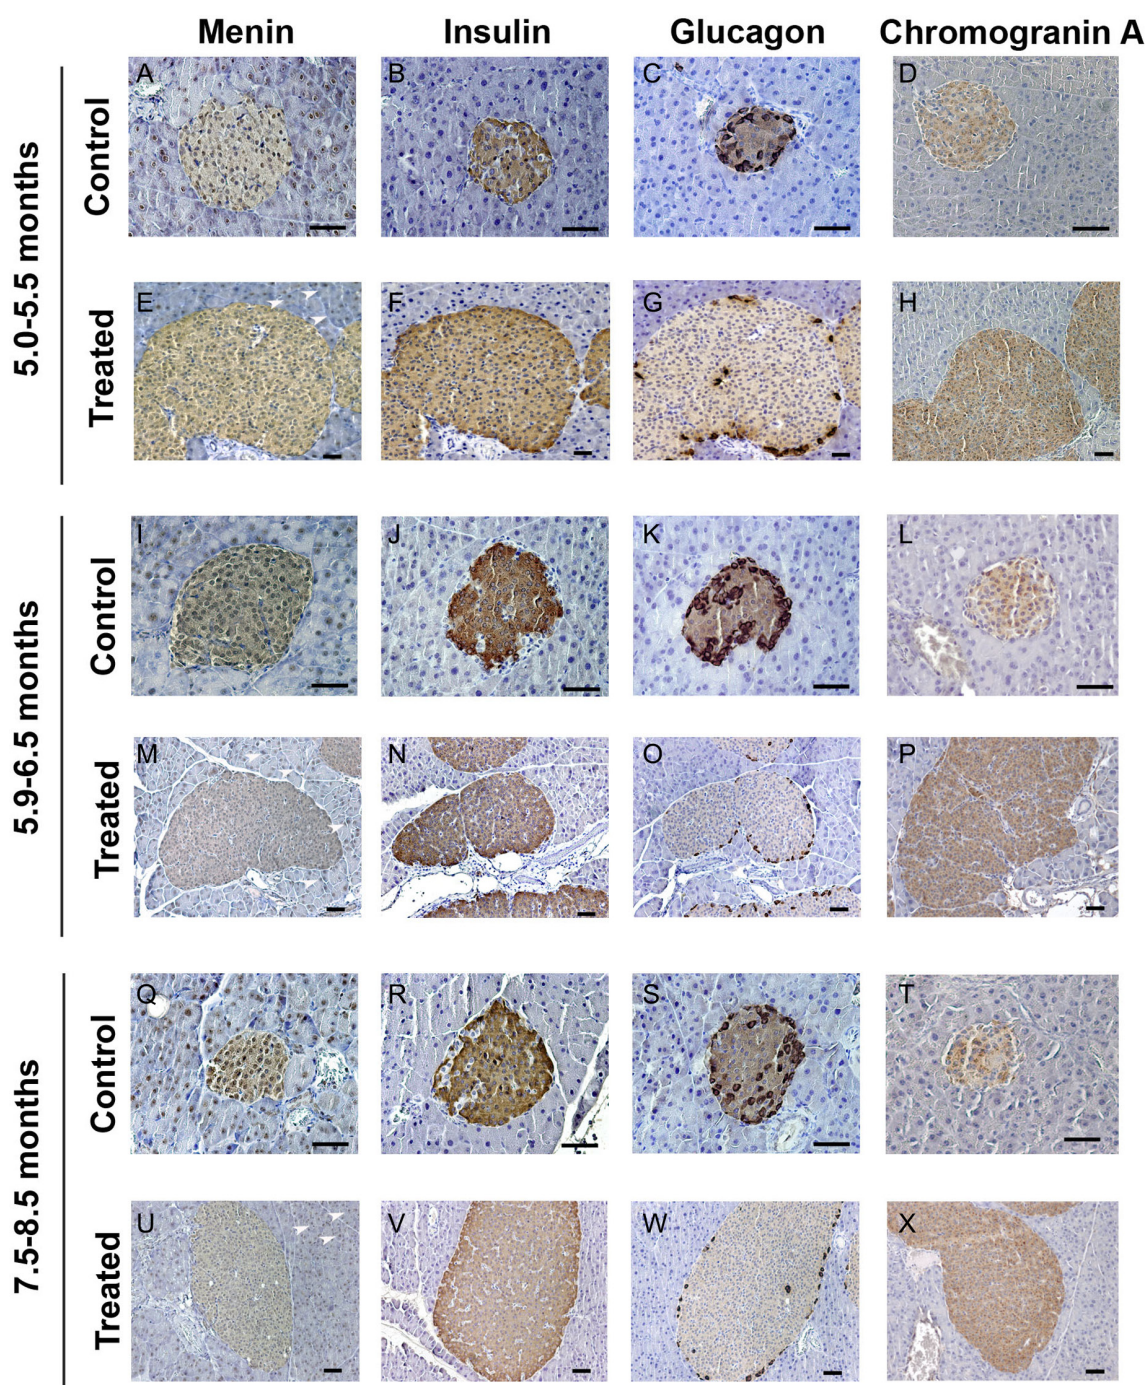 Menin Insulin Glucagon Chromogranin A
5.0-5.5 months
Control
A B C D
Treated
E F G H
5.9-6.5 months
Control
I J K L
Treated
M N O P
7.5-8.5 months
Control
Q R S T
Treated
U V W X